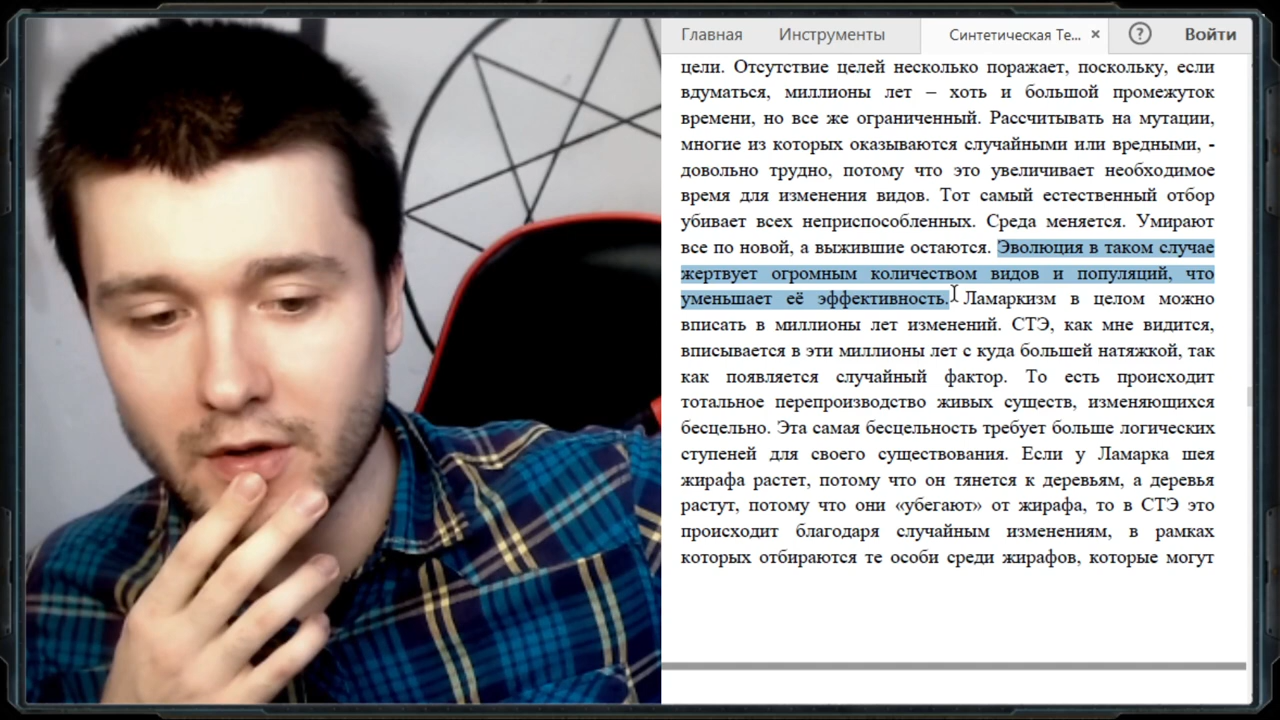 Главная Инструменты Синтетическая Те... × ? Войти
цели. Отсутствие целей несколько поражает, поскольку, если
вдуматься, миллионы лет – хоть и большой промежуток
времени, но все же ограниченный. Рассчитывать на мутации,
многие из которых оказываются случайными или вредными, -
довольно трудно, потому что это увеличивает необходимое
время для изменения видов. Тот самый естественный отбор
убивает всех неприспособленных. Среда меняется. Умирают
все по новой, а выжившие остаются. Эволюция в таком случае
жертвует огромным количеством видов и популяций, что
уменьшает её эффективность. Ламаркизм в целом можно
вписать в миллионы лет изменений. СТЭ, как мне видится,
вписывается в эти миллионы лет с куда большей натяжкой, так
как появляется случайный фактор. То есть происходит
тотальное перепроизводство живых существ, изменяющихся
бесцельно. Эта самая бесцельность требует больше логических
ступеней для своего существования. Если у Ламарка шея
жирафа растет, потому что он тянется к деревьям, а деревья
растут, потому что они «убегают» от жирафа, то в СТЭ это
происходит благодаря случайным изменениям, в рамках
которых отбираются те особи среди жирафов, которые могут